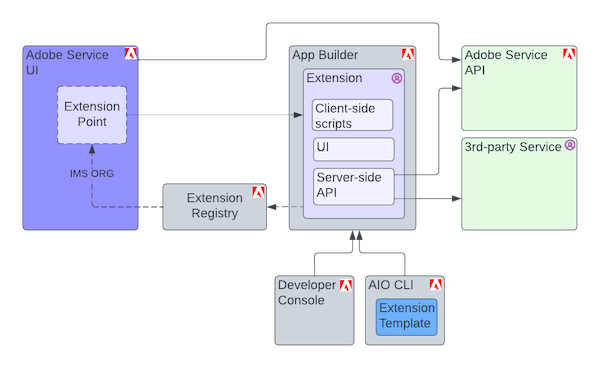 Adobe Service
UI
Extension
Point
IMS ORG
Extension
Registry
App Builder
Extension
Client-side
scripts
UI
Server-side
API
Adobe Service
API
3rd-party Service
Developer
Console
AIO CLI
Extension
Template